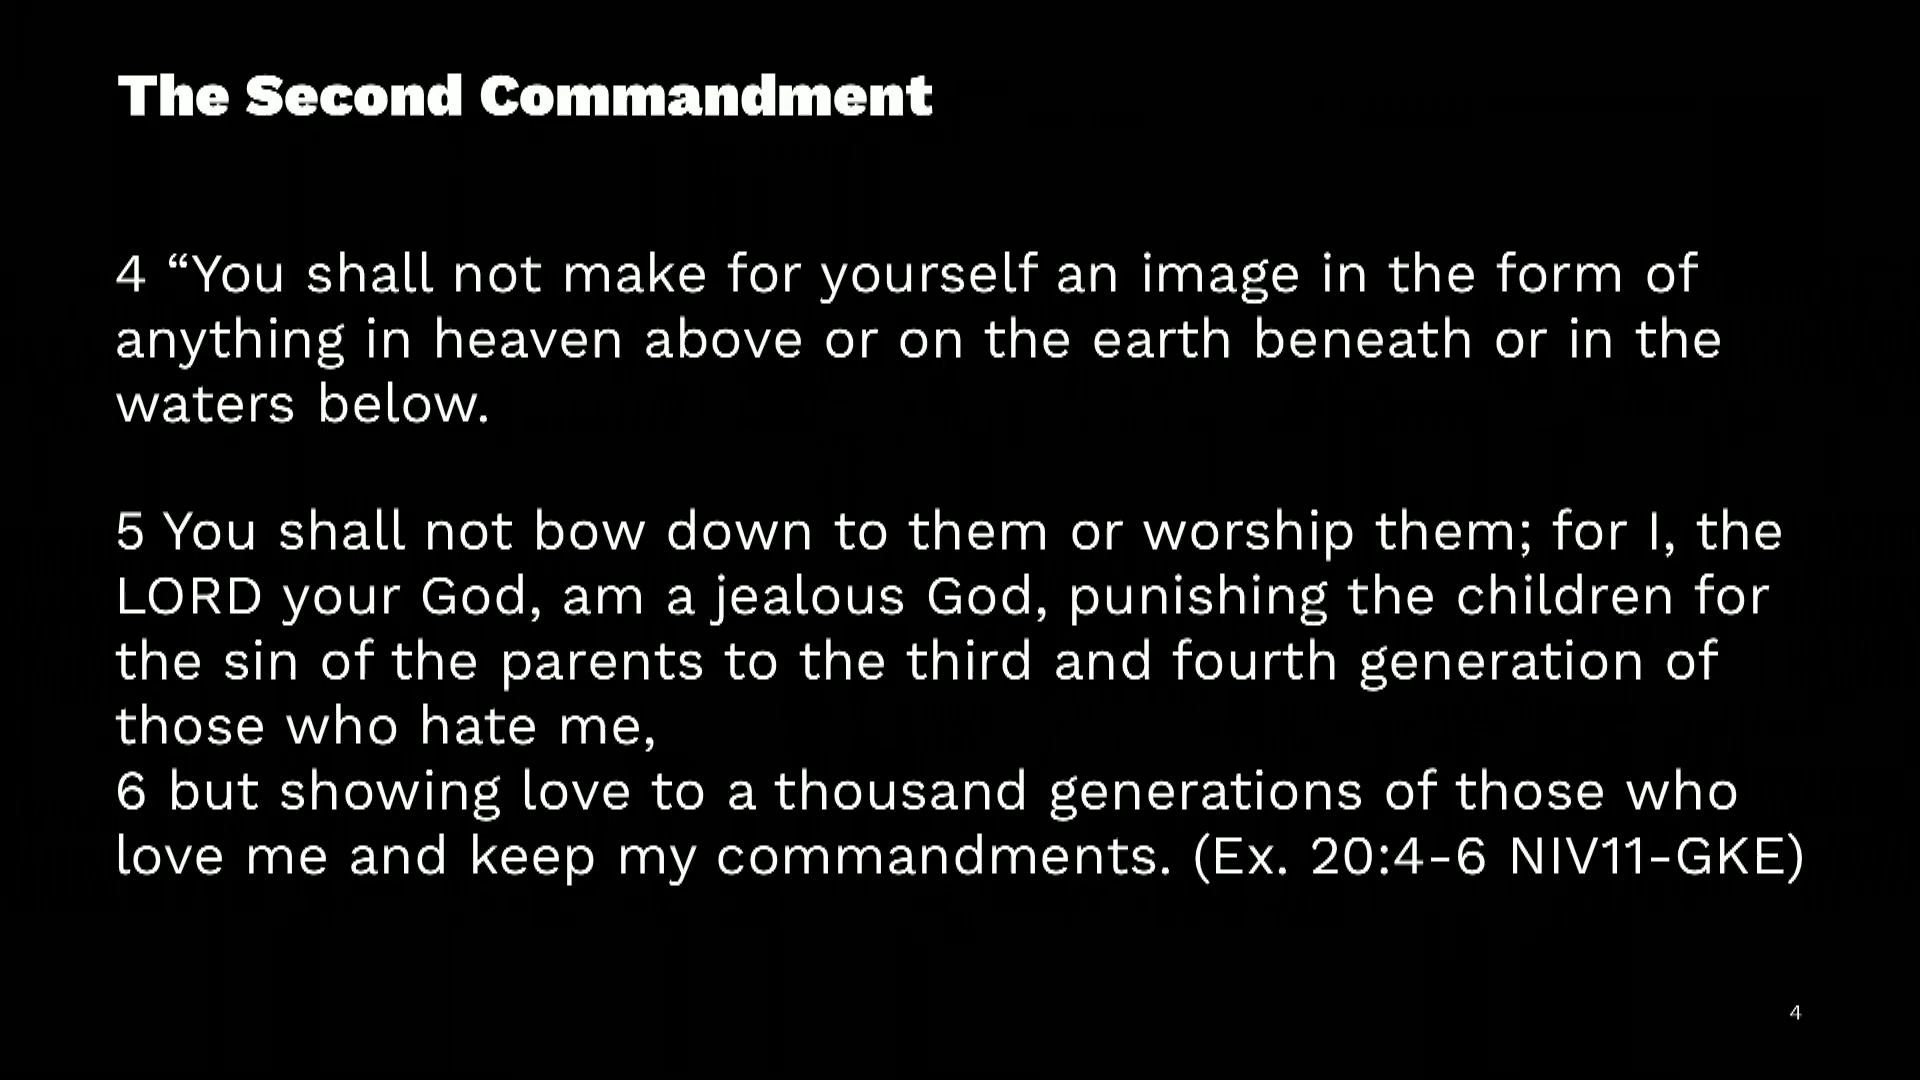 The Second Commandment
4 “You shall not make for yourself an image in the form of
anything in heaven above or on the earth beneath or in the
waters below.
5 You shall not bow down to them or worship them; for I, the
LORD your God, am a jealous God, punishing the children for
the sin of the parents to the third and fourth generation of
those who hate me,
6 but showing love to a thousand generations of those who
love me and keep my commandments. (Ex. 20:4-6 NIV11-GKE)
4